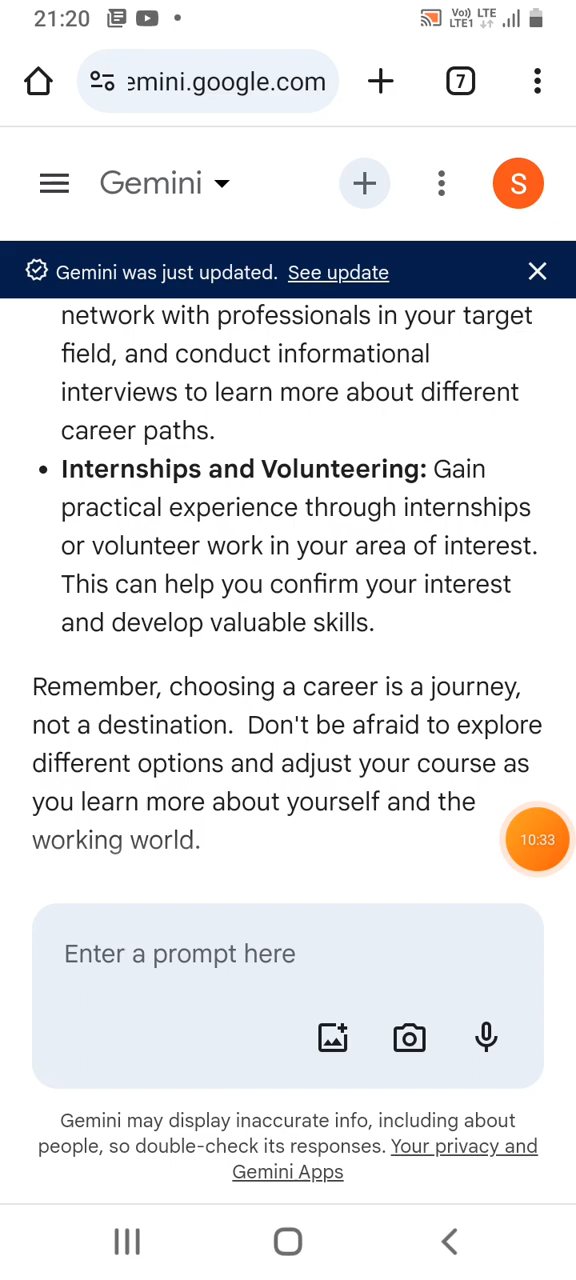 21:20 Vo)) LTE LTE1
emini.google.com 7
Gemini S
Gemini was just updated. See update
network with professionals in your target
field, and conduct informational
interviews to learn more about different
career paths.
• Internships and Volunteering: Gain
practical experience through internships
or volunteer work in your area of interest.
This can help you confirm your interest
and develop valuable skills.
Remember, choosing a career is a journey,
not a destination. Don't be afraid to explore
different options and adjust your course as
you learn more about yourself and the
working world.
10:33
Enter a prompt here
Gemini may display inaccurate info, including about
people, so double-check its responses. Your privacy and
Gemini Apps